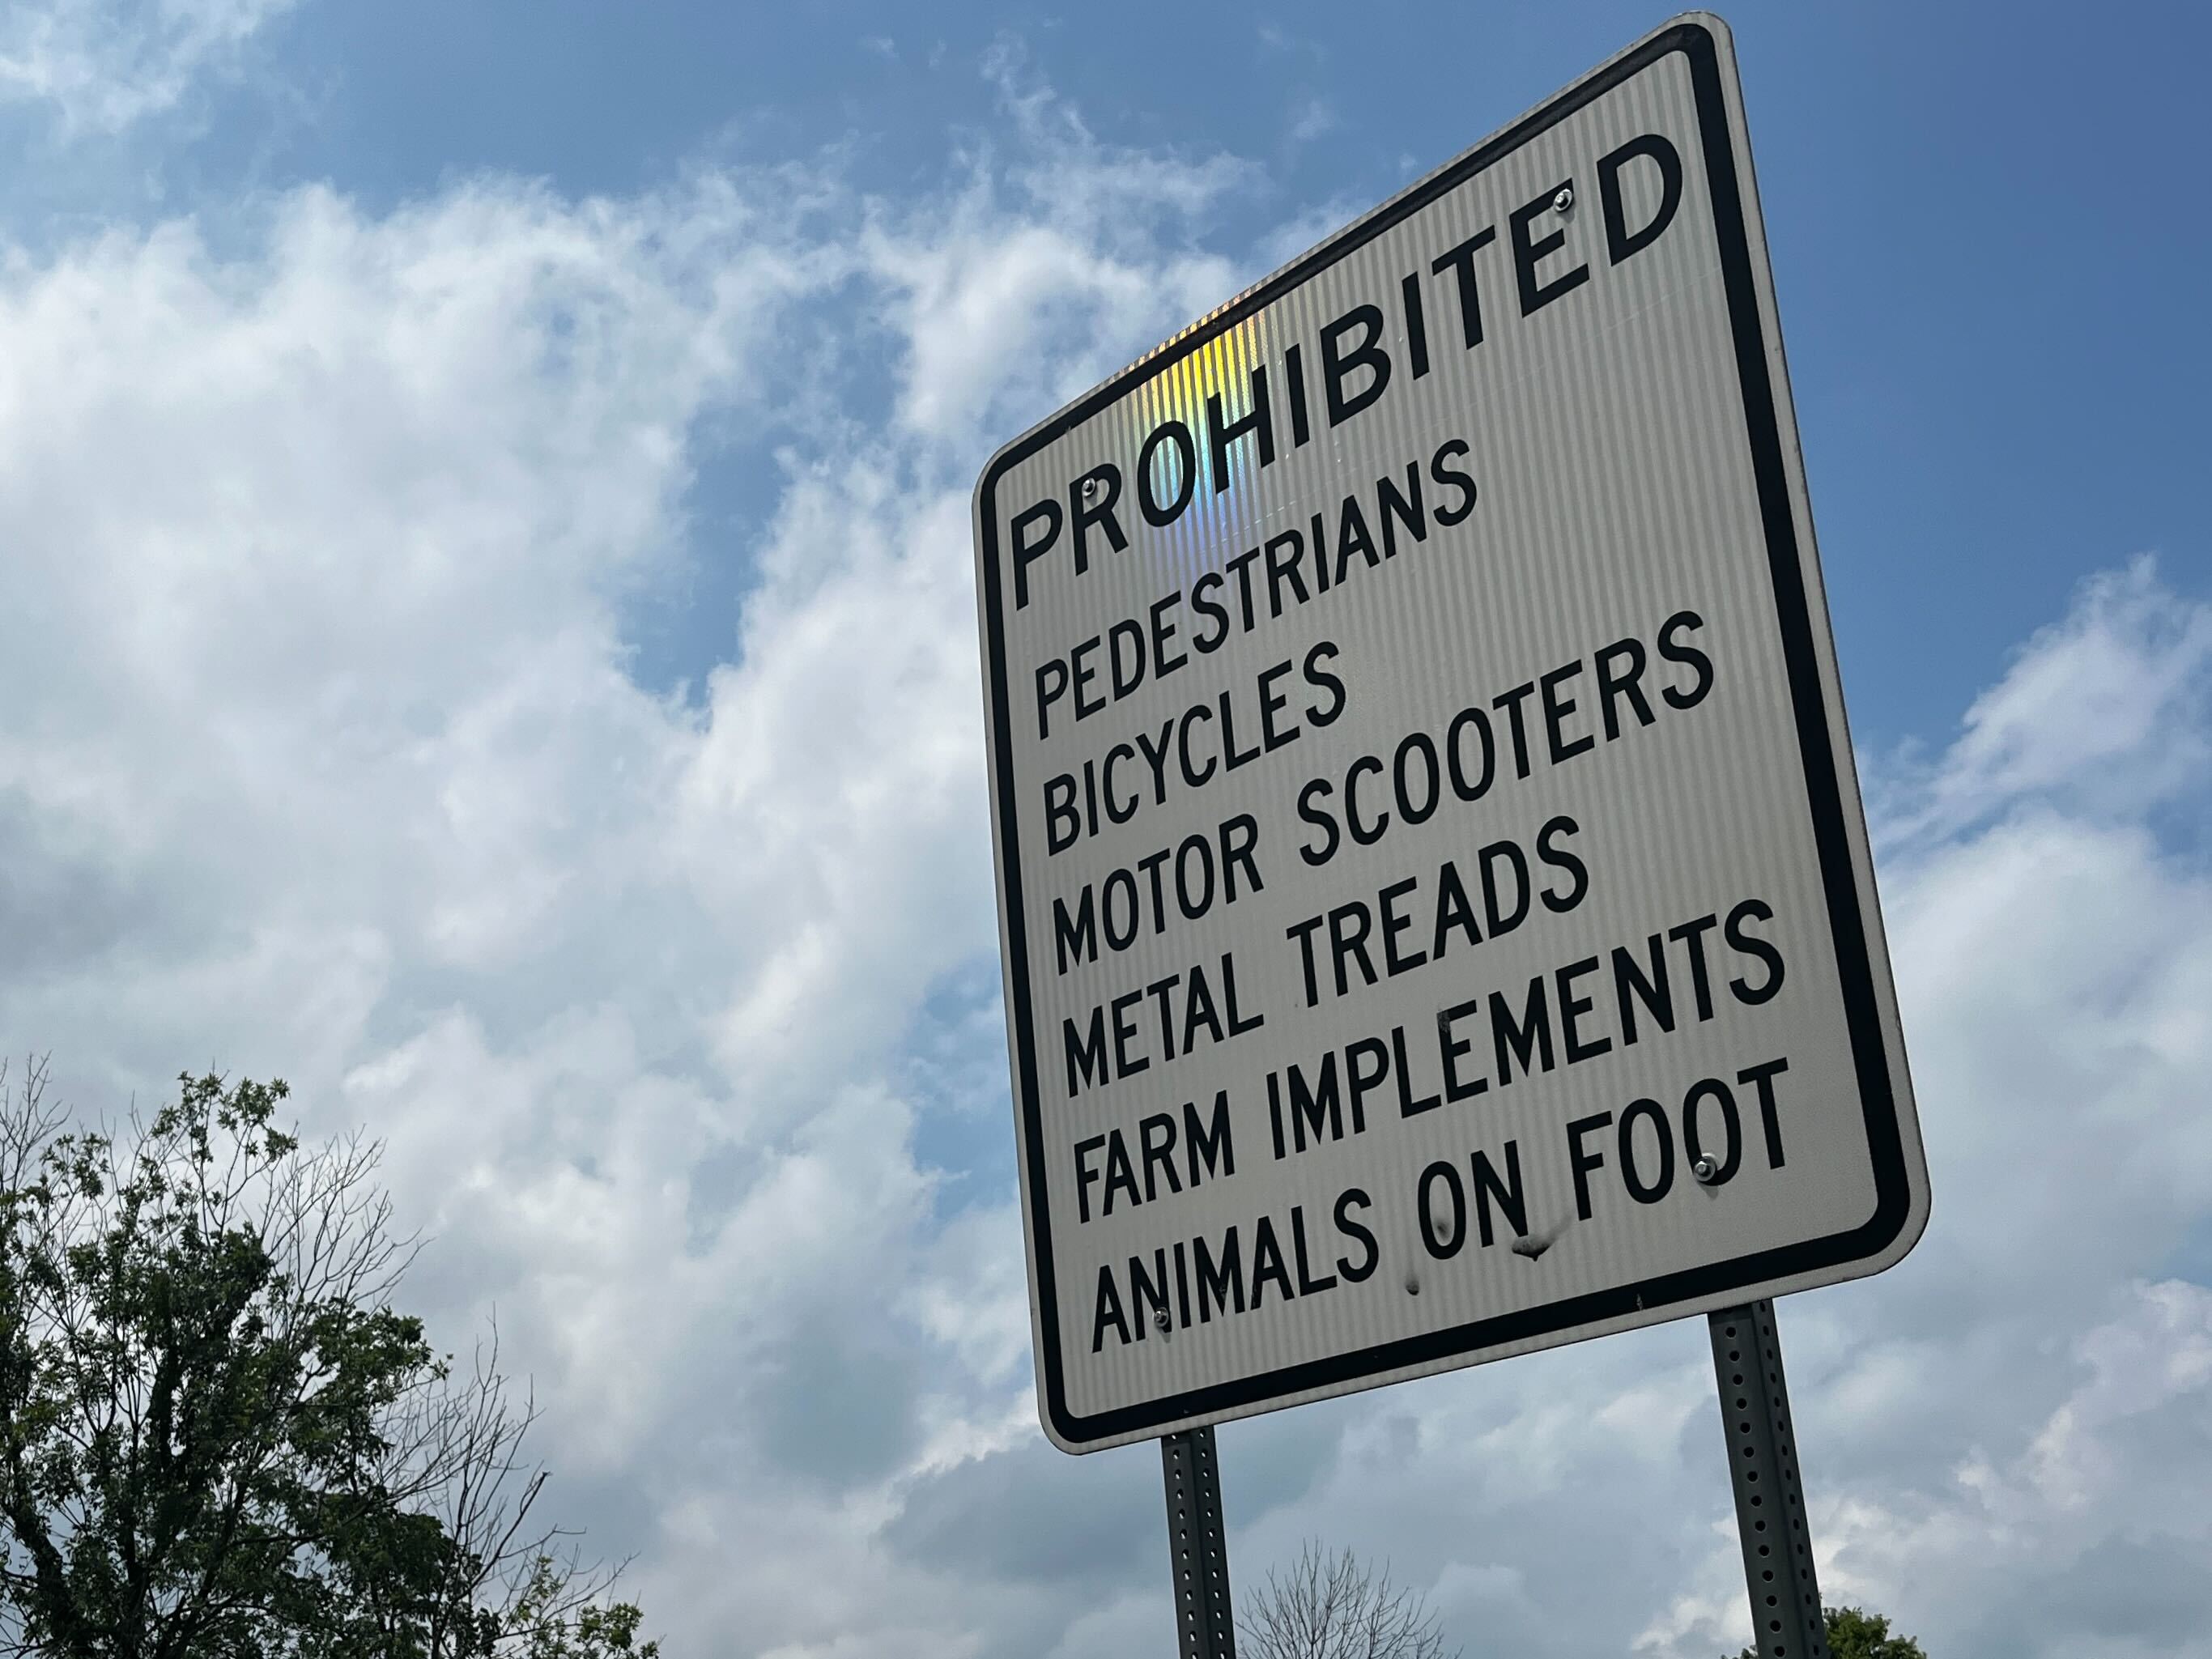 PROHIBITED
PEDESTRIANS
BICYCLES
MOTOR SCOOTERS
METAL TREADS
FARM IMPLEMENTS
ANIMALS ON FOOT